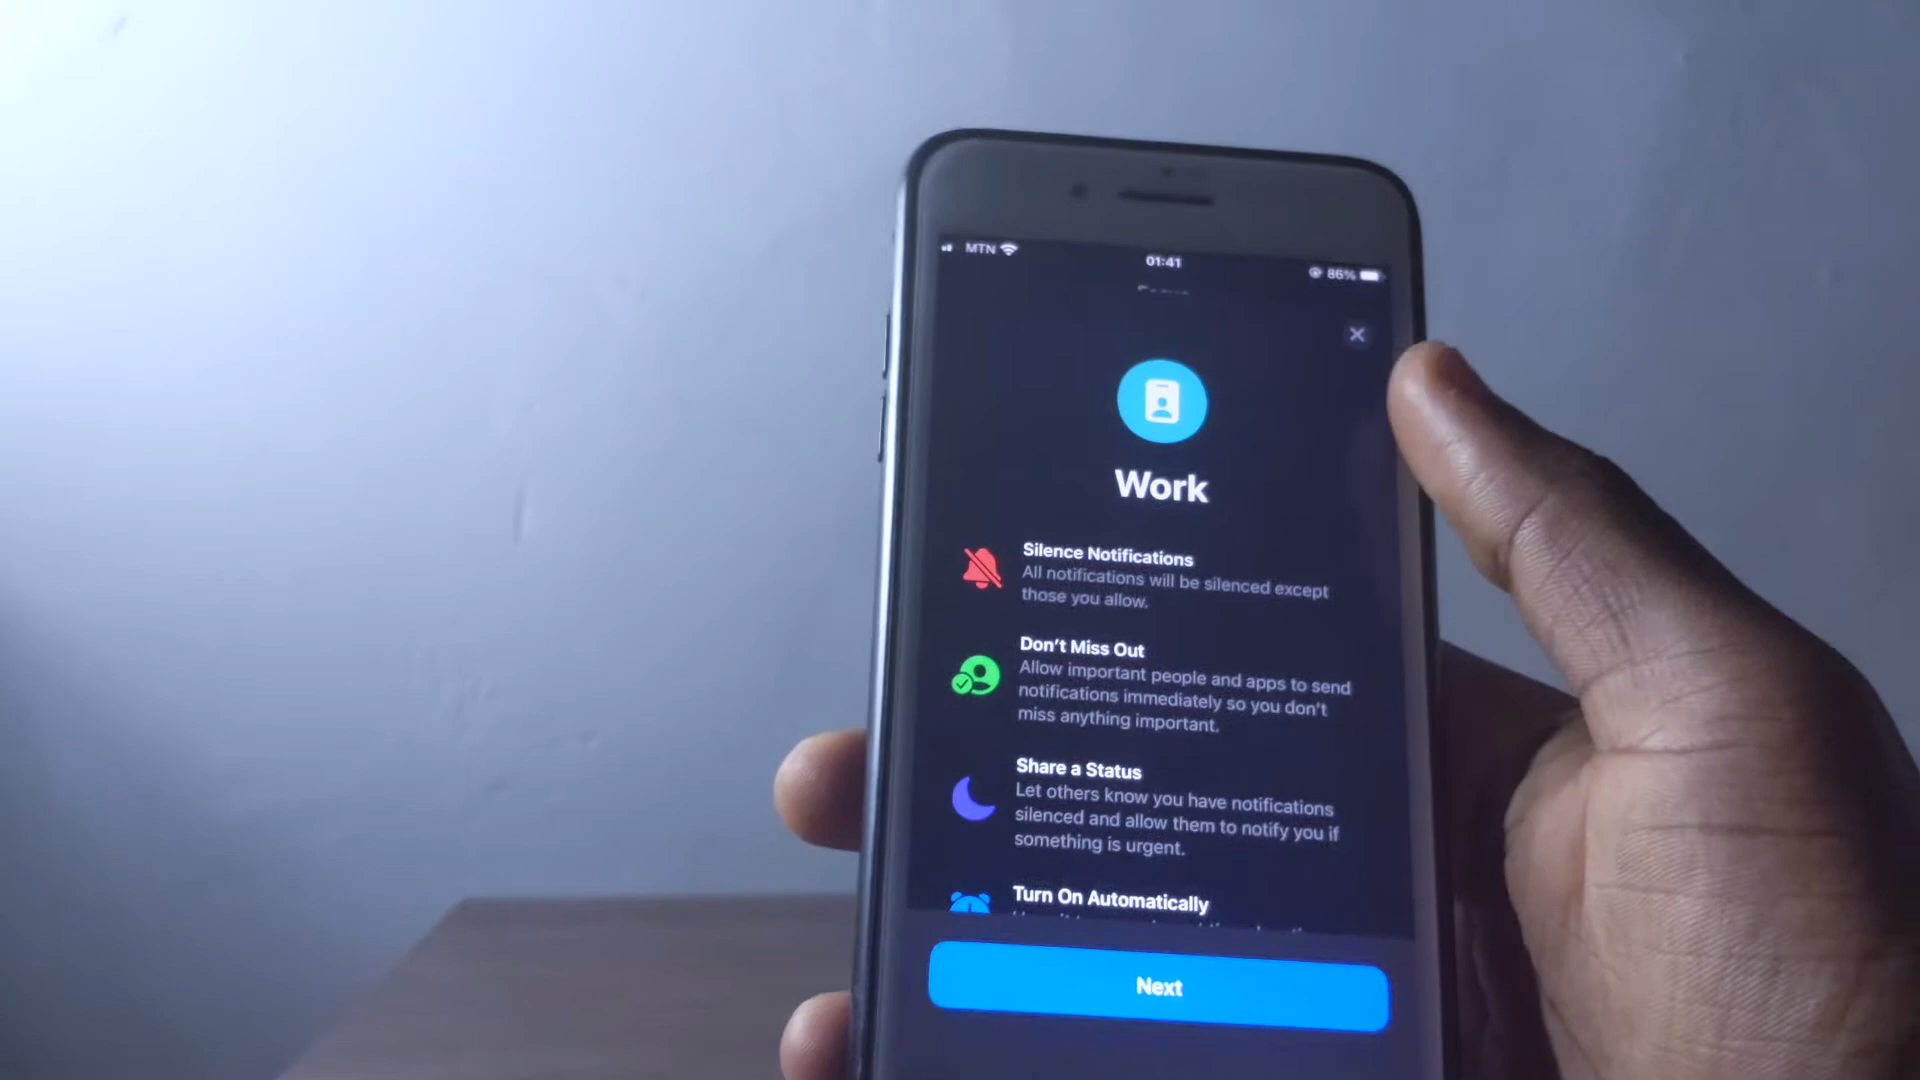 MTN
01:41
86%
Work
Silence Notifications
All notifications will be silenced except
those you allow.
Don't Miss Out
Allow important people and apps to send
notifications immediately so you don't
miss anything important.
Share a Status
Let others know you have notifications
silenced and allow them to notify you if
something is urgent.
Turn On Automatically
Next